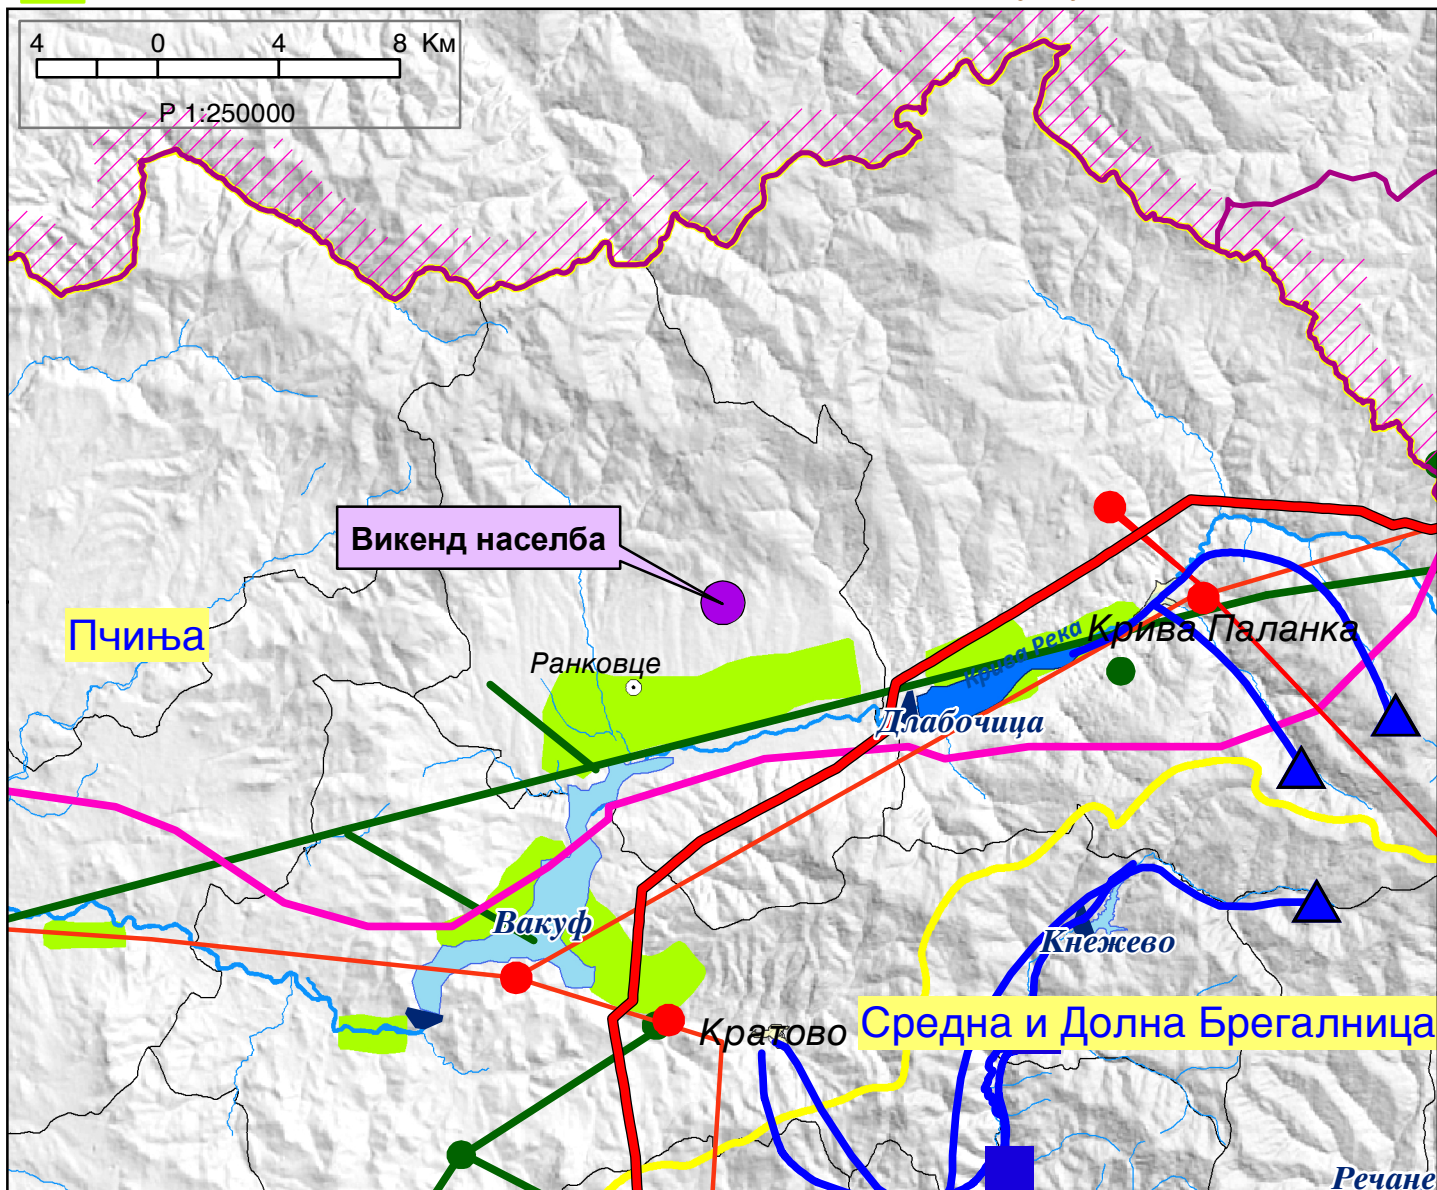 4 0 4 8 Км
Р 1:250000
Викенд населба
Пчиња
Ранковце
Крива Река
Крива Паланка
Длабочица
Вакуф
Кнежево
Кратово
Средна и Долна Брегалница
Речане